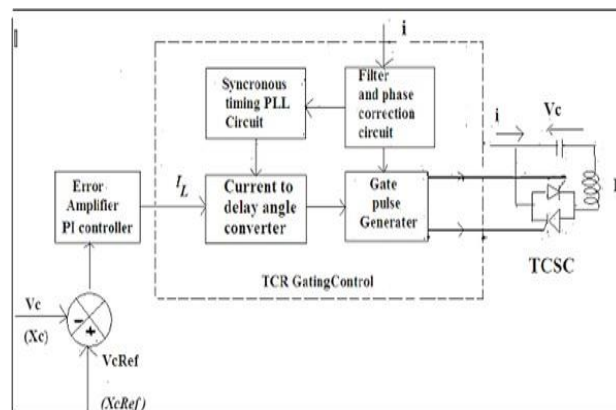 i
Syncronous
timing PLL
Circuit
Filter
and phase
correction
circuit
Vc
i
Error
Amplifier
PI controller
I_L
Current to
delay angle
converter
Gate
pulse
Generater
TCSC
TCR GatingControl
Vc
(Xc)
-
+
VcRef
(XcRef)